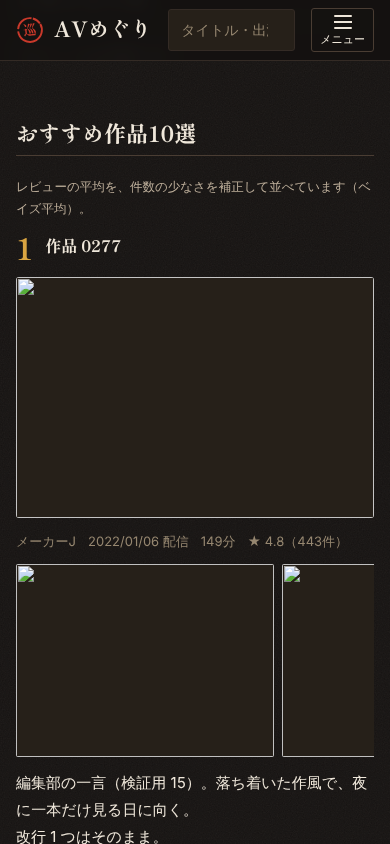 巡 AVめぐり
タイトル・出
メニュー
おすすめ作品10選
レビューの平均を、件数の少なさを補正して並べています（ベ
イズ平均）。
1 作品 0277
メーカーJ 2022/01/06 配信 149分 ★ 4.8（443件）
編集部の一言（検証用 15）。落ち着いた作風で、夜
に一本だけ見る日に向く。
改行 1 つはそのまま。